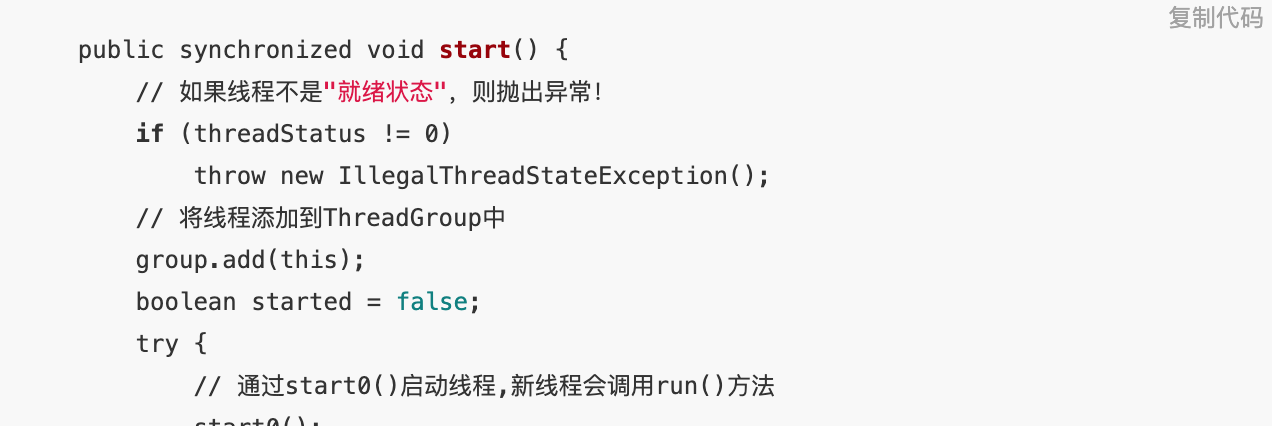 复制代码
public synchronized void start() {
    // 如果线程不是"就绪状态"，则抛出异常！
    if (threadStatus != 0)
        throw new IllegalThreadStateException();
    // 将线程添加到ThreadGroup中
    group.add(this);
    boolean started = false;
    try {
        // 通过start0()启动线程,新线程会调用run()方法
        start0();